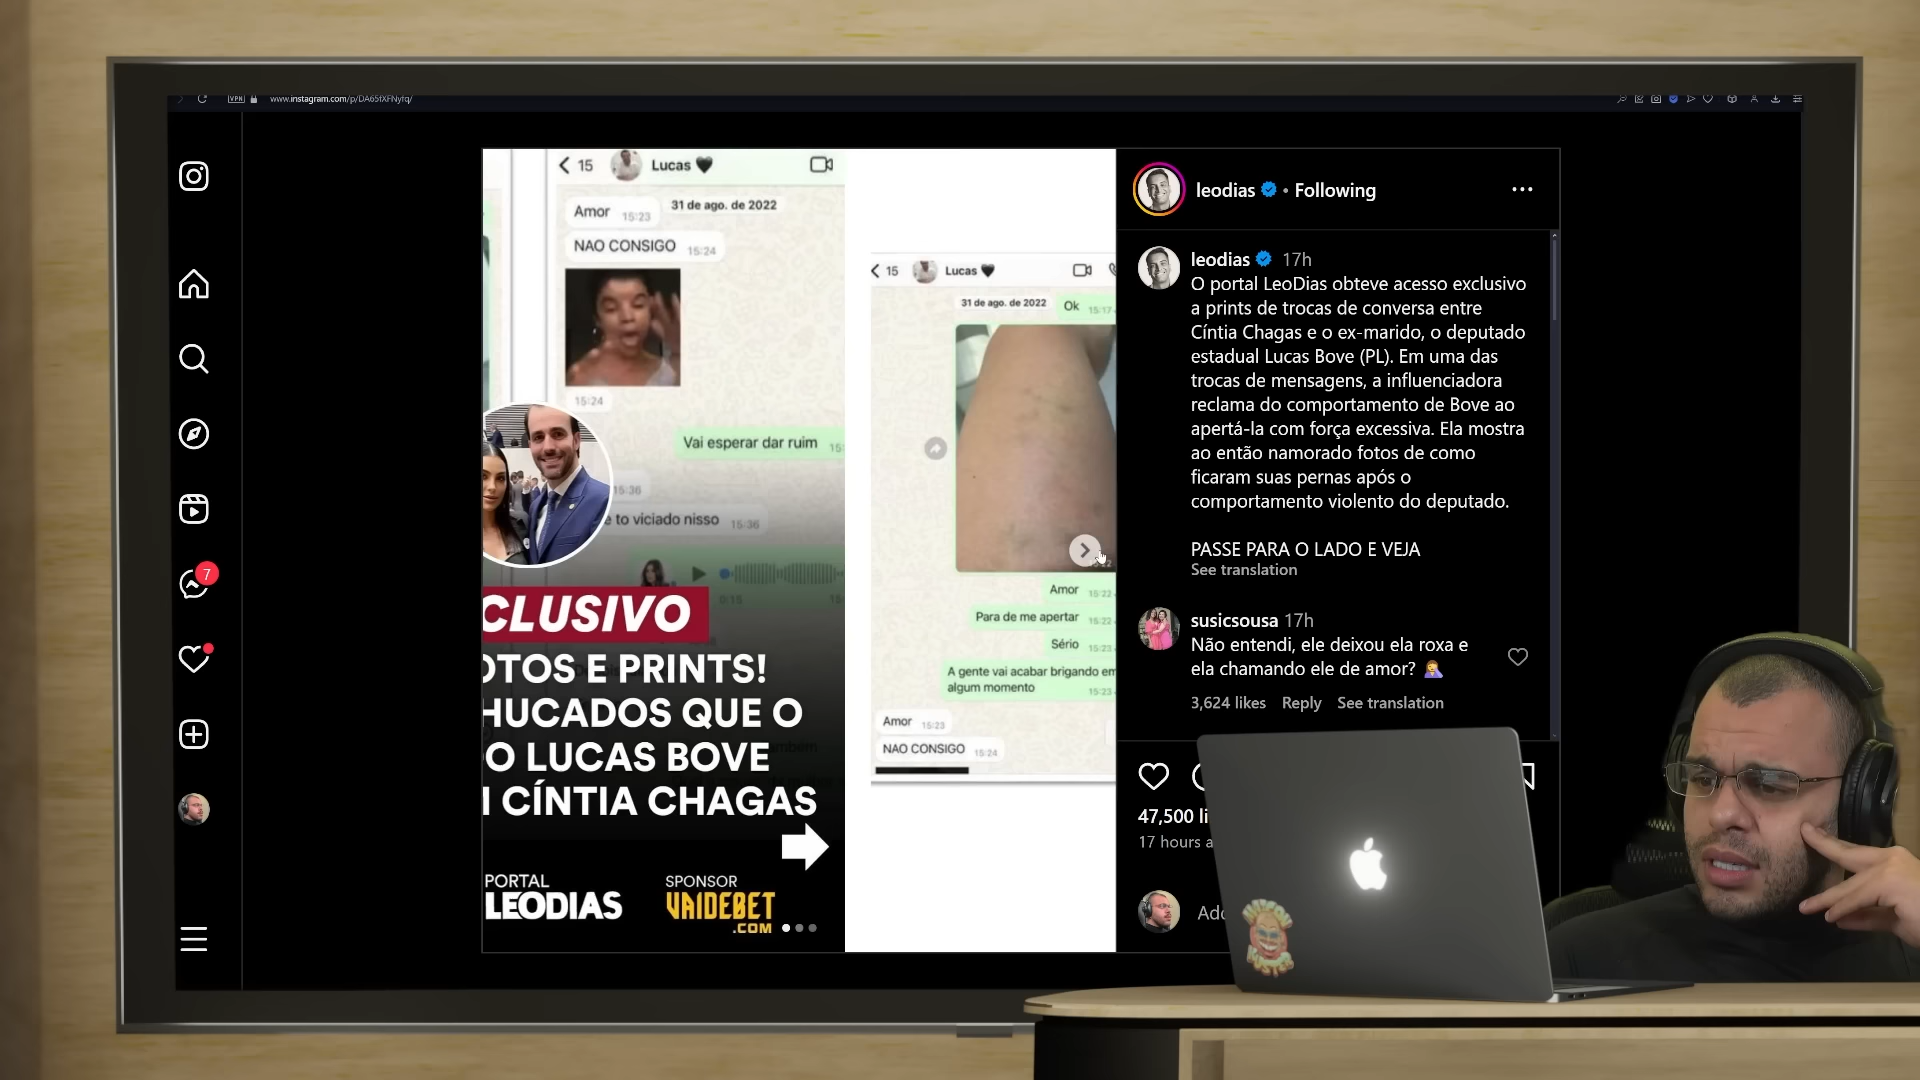 VPN
www.instagram.com/p/DA65fXFNyfq/
7
15
Lucas 🖤
31 de ago. de 2022
Amor 15:23
NAO CONSIGO 15:24
15:24
Vai esperar dar ruim 15:
15:36
e to viciado nisso 15:36
0:15
CLUSIVO
OTOS E PRINTS!
HUCADOS QUE O
O LUCAS BOVE
I CÍNTIA CHAGAS
PORTAL
LEODIAS
SPONSOR
VAIDEBET
.COM
15
Lucas 🖤
31 de ago. de 2022
Ok 15:17
Amor 15:22
Para de me apertar 15:22
Sério 15:23
A gente vai acabar brigando em
algum momento 15:23
Amor 15:23
NAO CONSIGO 15:24
leodias • Following
leodias 17h
O portal LeoDias obteve acesso exclusivo
a prints de trocas de conversa entre
Cíntia Chagas e o ex-marido, o deputado
estadual Lucas Bove (PL). Em uma das
trocas de mensagens, a influenciadora
reclama do comportamento de Bove ao
apertá-la com força excessiva. Ela mostra
ao então namorado fotos de como
ficaram suas pernas após o
comportamento violento do deputado.
PASSE PARA O LADO E VEJA
See translation
susicsousa 17h
Não entendi, ele deixou ela roxa e
ela chamando ele de amor? 🤦‍♀️
3,624 likes Reply See translation
47,500 li
17 hours a
Add